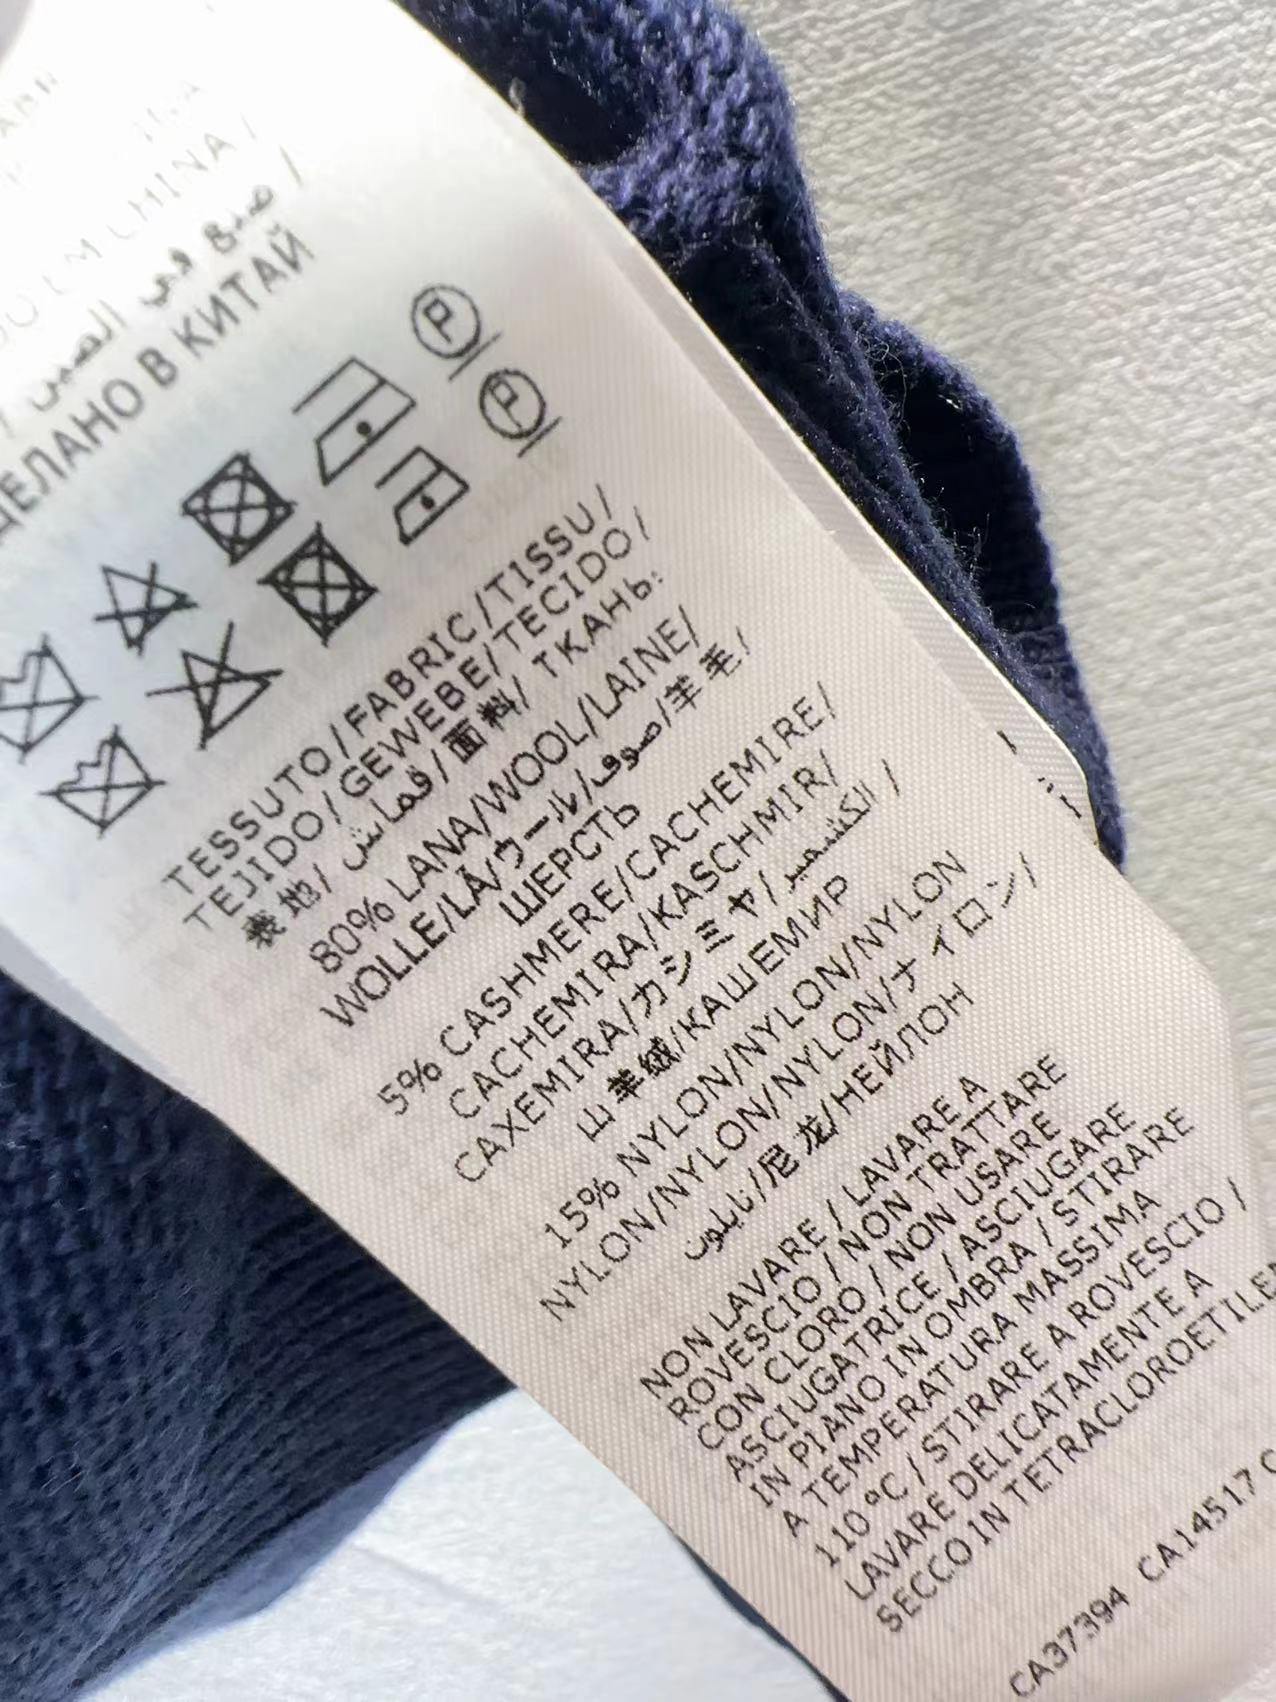 صنع في الصين /
СДЕЛАНО В КИТАЙ
P
P
TESSUTO / FABRIC / TISSU /
TEJIDO / GEWEBE / TECIDO /
表地 / قماش / 面料 / ТКАНЬ:
80% LANA/WOOL/LAINE/
WOLLE/LÃ/ウール/صوف/羊毛/
ШЕРСТЬ
5% CASHMERE/CACHEMIRE/
CACHEMIRA/KASCHMIR/
CAXEMIRA/カシミヤ/الكشمير /
山羊绒/КАШЕМИР
15% NYLON/NYLON/NYLON
NYLON/NYLON/NYLON/ナイロン/
نايلون/尼龙/НЕЙЛОН
NON LAVARE / LAVARE A
ROVESCIO / NON TRATTARE
CON CLORO / NON USARE
ASCIUGATRICE / ASCIUGARE
IN PIANO IN OMBRA / STIRARE
A TEMPERATURA MASSIMA
110 °C / STIRARE A ROVESCIO /
LAVARE DELICATAMENTE A
SECCO IN TETRACLOROETILE
CA37394 CA14517